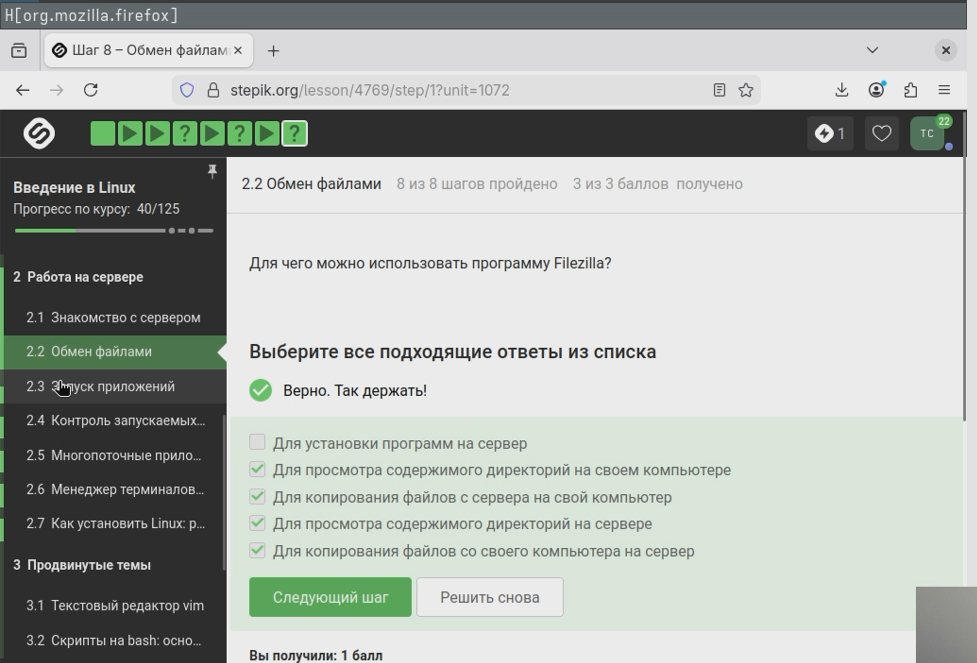 H[org.mozilla.firefox]
Шаг 8 – Обмен файлам
stepik.org/lesson/4769/step/1?unit=1072
? ? ?
1
TC
22
Введение в Linux
Прогресс по курсу: 40/125
2 Работа на сервере
2.1 Знакомство с сервером
2.2 Обмен файлами
2.3 Запуск приложений
2.4 Контроль запускаемых...
2.5 Многопоточные прило...
2.6 Менеджер терминалов...
2.7 Как установить Linux: р...
3 Продвинутые темы
3.1 Текстовый редактор vim
3.2 Скрипты на bash: осно...
2.2 Обмен файлами 8 из 8 шагов пройдено 3 из 3 баллов получено
Для чего можно использовать программу Filezilla?
Выберите все подходящие ответы из списка
Верно. Так держать!
Для установки программ на сервер
Для просмотра содержимого директорий на своем компьютере
Для копирования файлов с сервера на свой компьютер
Для просмотра содержимого директорий на сервере
Для копирования файлов со своего компьютера на сервер
Следующий шаг
Решить снова
Вы получили: 1 балл